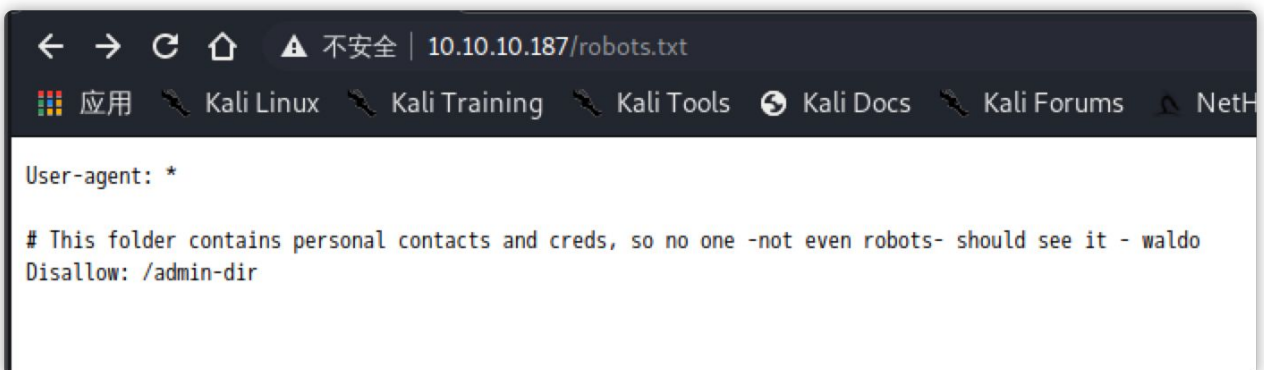 不安全 10.10.10.187/robots.txt
应用 Kali Linux Kali Training Kali Tools Kali Docs Kali Forums NetH
User-agent: *
# This folder contains personal contacts and creds, so no one -not even robots- should see it - waldo
Disallow: /admin-dir